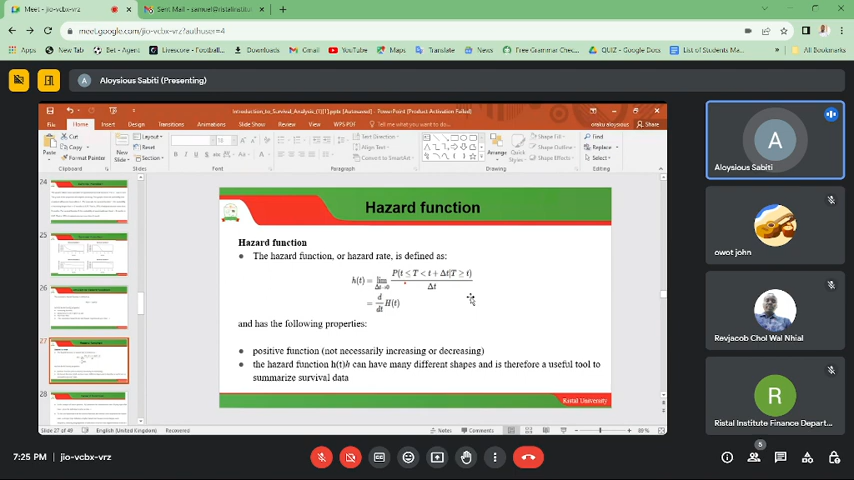 Meet - jio-vcbx-vrz
Sent Mail - samuel@ristalinstitu
meet.google.com/jio-vcbx-vrz?authuser=4
Apps
New Tab
Bet - Agent
Livescore - Football...
Downloads
Gmail
YouTube
Maps
Translate
News
Free Grammar Chec...
QUIZ - Google Docs
List of Students Ma...
All Bookmarks
A
Aloysious Sabiti (Presenting)
Introduction_to_Survival_Analysis_(1)[1].pptx [Autosaved] - PowerPoint (Product Activation Failed)
File Home Insert Design Transitions Animations Slide Show Review View WPS PDF Tell me what you want to do...
oraku aloysious Share
Cut
Copy
Format Painter
Paste
New Slide
Layout
Reset
Section
Text Direction
Align Text
Convert to SmartArt
Arrange
Quick Styles
Shape Fill
Shape Outline
Shape Effects
Find
Replace
Select
Clipboard Slides Font Paragraph Drawing Editing
24
25
26
27
28
Hazard function
Hazard function
● The hazard function, or hazard rate, is defined as:
h(t) = lim Δt→0 P(t ≤ T < t + Δt|T ≥ t) / Δt
= d/dt H(t)
and has the following properties:
● positive function (not necessarily increasing or decreasing)
● the hazard function h(t)h can have many different shapes and is therefore a useful tool to
summarize survival data
Ristal University
Slide 27 of 49 English (United Kingdom) Recovered
Notes Comments
A
Aloysious Sabiti
owot john
Revjacob Chol Wal Nhial
R
Ristal Institute Finance Depart...
7:25 PM
jio-vcbx-vrz
5